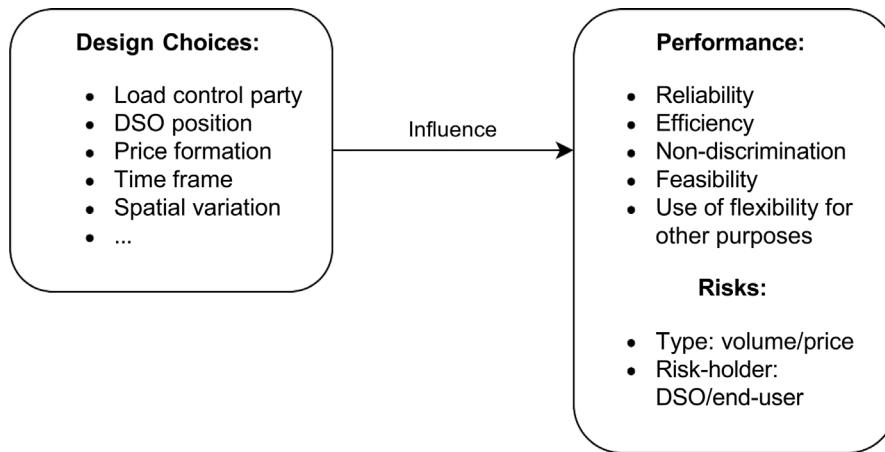 Design Choices:
• Load control party
• DSO position
• Price formation
• Time frame
• Spatial variation
• ...
Influence
Performance:
• Reliability
• Efficiency
• Non-discrimination
• Feasibility
• Use of flexibility for
other purposes
Risks:
• Type: volume/price
• Risk-holder:
DSO/end-user